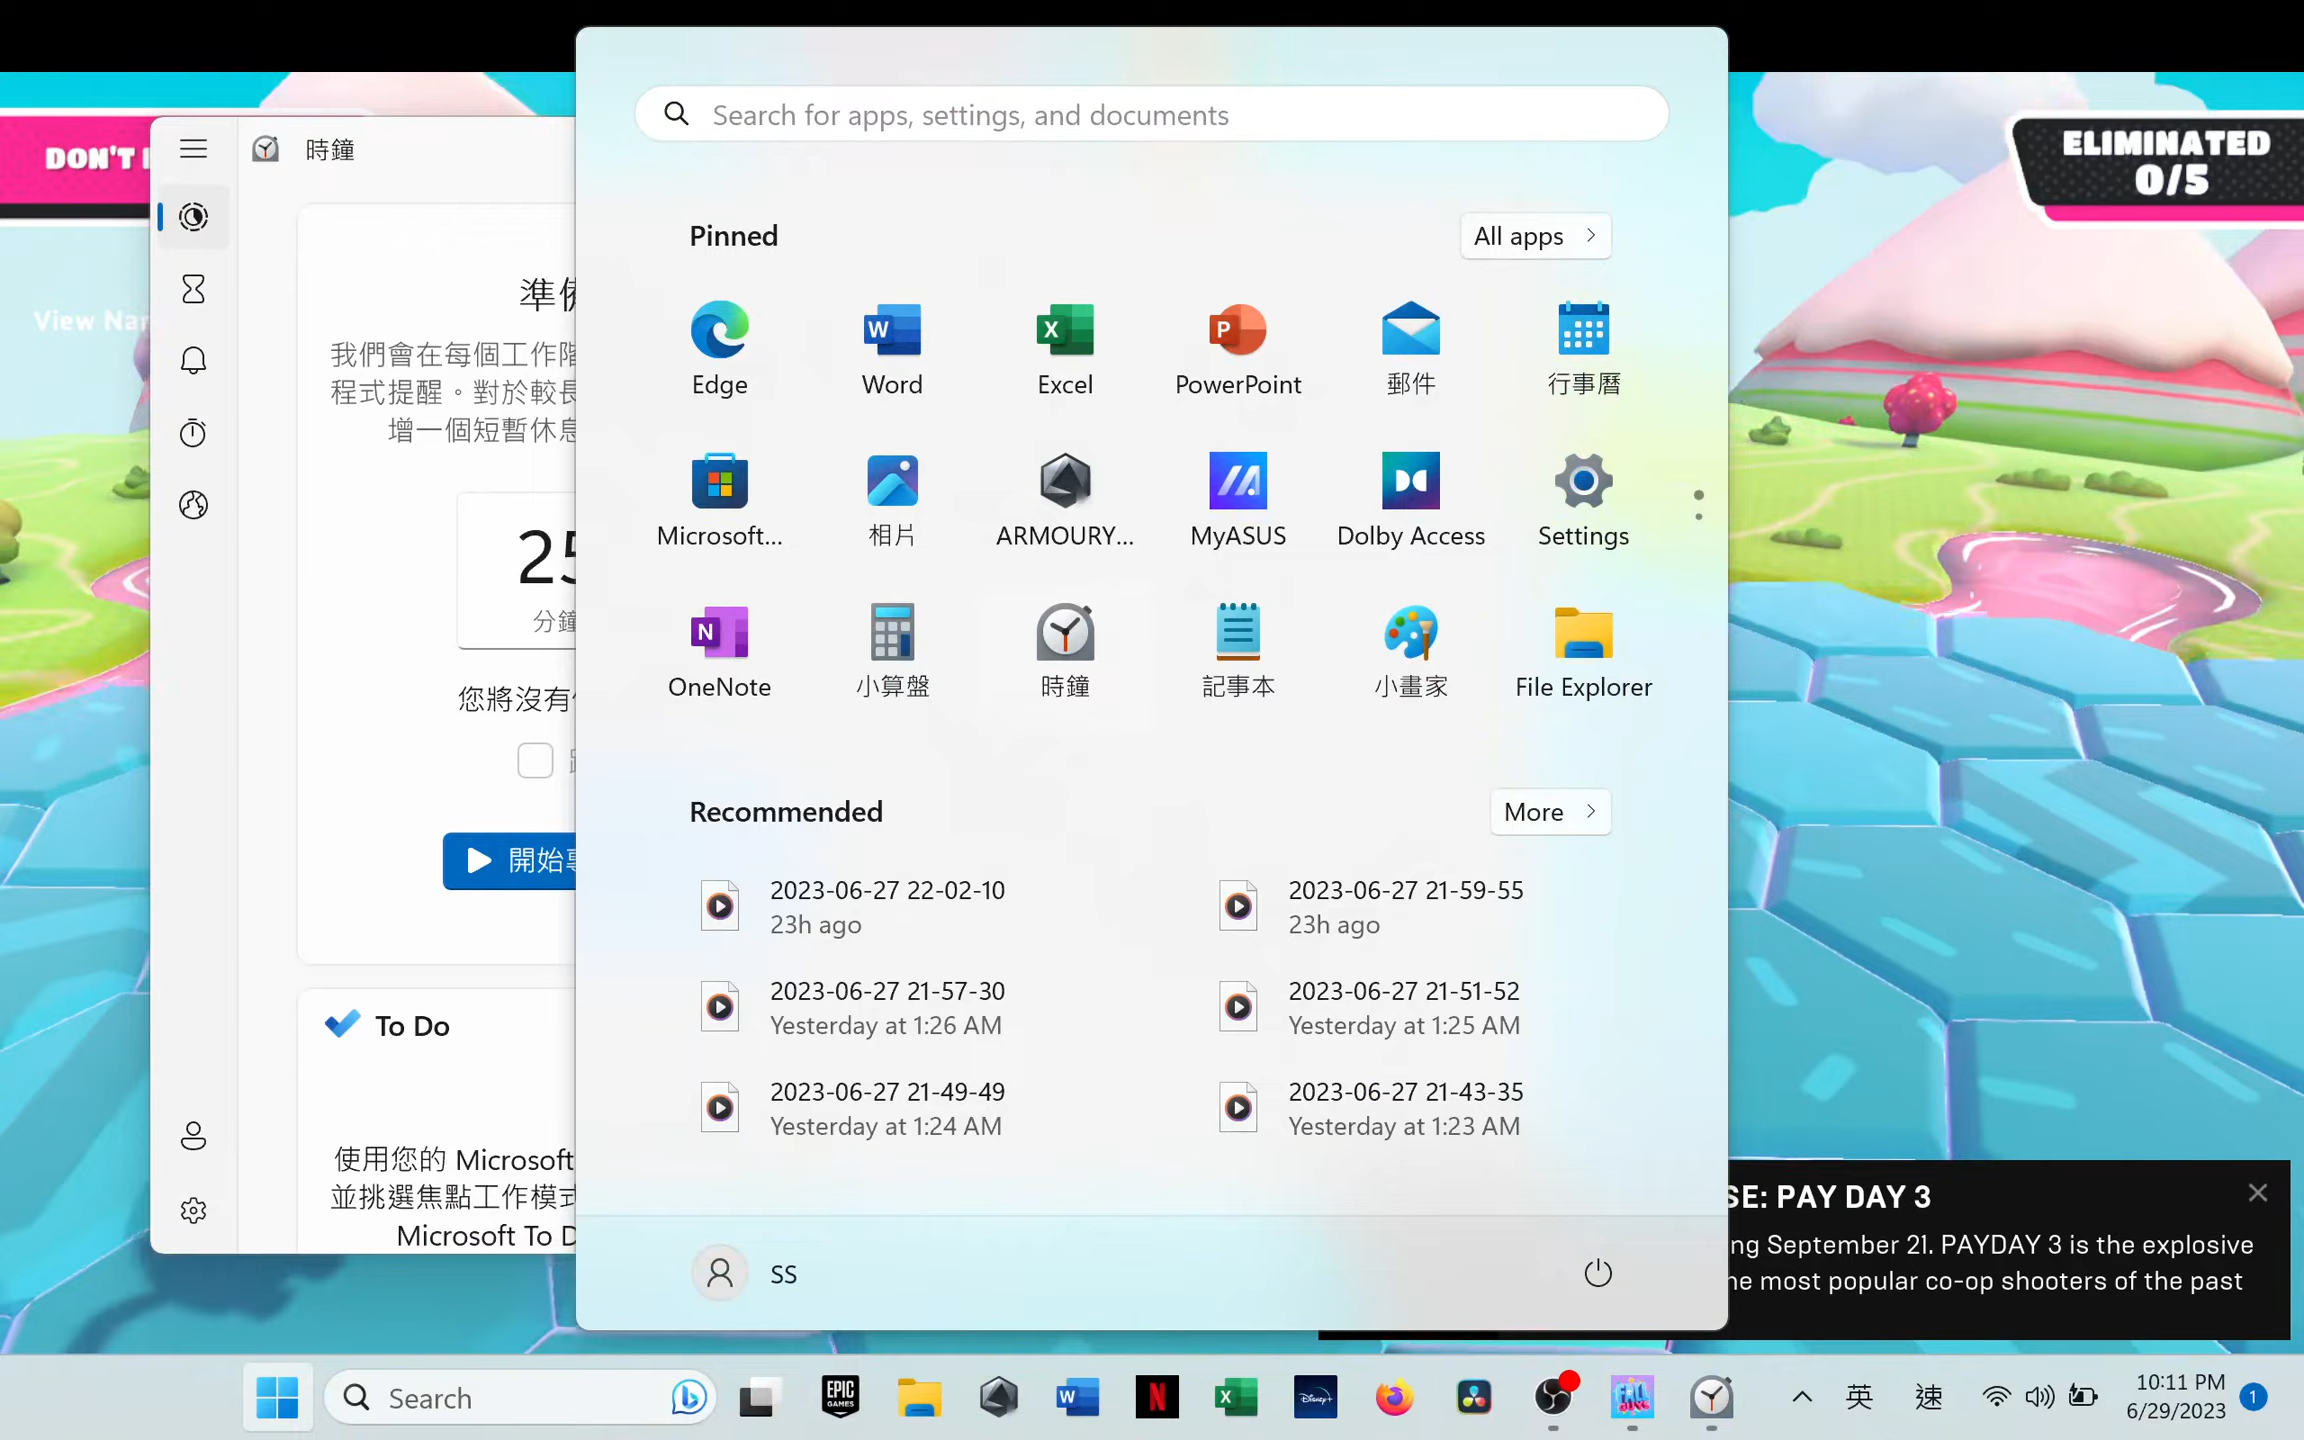 DON'T
View Nar
ELIMINATED
0/5
時鐘
準
我們會在每個工作階
程式提醒。對於較長
增一個短暫休息
25
分鐘
您將沒有
開始專
To Do
使用您的 Microsoft
並挑選焦點工作模式
Microsoft To D
Search for apps, settings, and documents
Pinned
All apps
Edge
Word
Excel
PowerPoint
郵件
行事曆
Microsoft...
相片
ARMOURY...
MyASUS
Dolby Access
Settings
OneNote
小算盤
時鐘
記事本
小畫家
File Explorer
Recommended
More
2023-06-27 22-02-10
23h ago
2023-06-27 21-59-55
23h ago
2023-06-27 21-57-30
Yesterday at 1:26 AM
2023-06-27 21-51-52
Yesterday at 1:25 AM
2023-06-27 21-49-49
Yesterday at 1:24 AM
2023-06-27 21-43-35
Yesterday at 1:23 AM
SS
SE: PAY DAY 3
ng September 21. PAYDAY 3 is the explosive
ne most popular co-op shooters of the past
Search
EPIC
GAMES
Disney+
FALL
GUYS
英
速
10:11 PM
6/29/2023
1